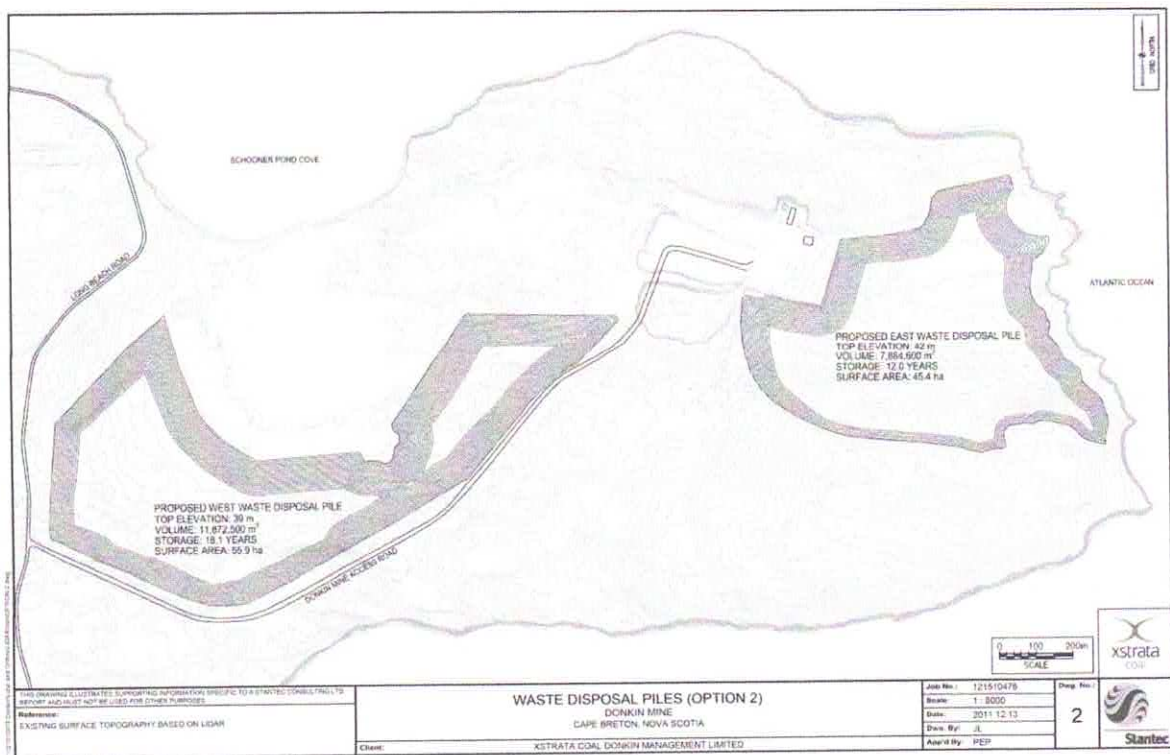 GRID NORTH
SCHOONER POND COVE
LONG BEACH ROAD
ATLANTIC OCEAN
PROPOSED EAST WASTE DISPOSAL PILE
TOP ELEVATION: 42 m
VOLUME: 7,884,600 m³
STORAGE: 12.0 YEARS
SURFACE AREA: 45.4 ha
PROPOSED WEST WASTE DISPOSAL PILE
TOP ELEVATION: 39 m
VOLUME: 11,872,500 m³
STORAGE: 18.1 YEARS
SURFACE AREA: 55.9 ha
DONKIN MINE ACCESS ROAD
0 100 200m
SCALE
xstrata
COAL
THIS DRAWING ILLUSTRATES SUPPORTING INFORMATION SPECIFIC TO A STANTEC CONSULTING LTD.
REPORT AND MUST NOT BE USED FOR OTHER PURPOSES.
Reference:
EXISTING SURFACE TOPOGRAPHY BASED ON LIDAR
WASTE DISPOSAL PILES (OPTION 2)
DONKIN MINE
CAPE BRETON, NOVA SCOTIA
Client: XSTRATA COAL DONKIN MANAGEMENT LIMITED
Job No.: 121510478
Scale: 1 : 8000
Date: 2011 12 13
Dwn. By: JL
App'd By: PEP
Dwg. No.:
2
Stantec